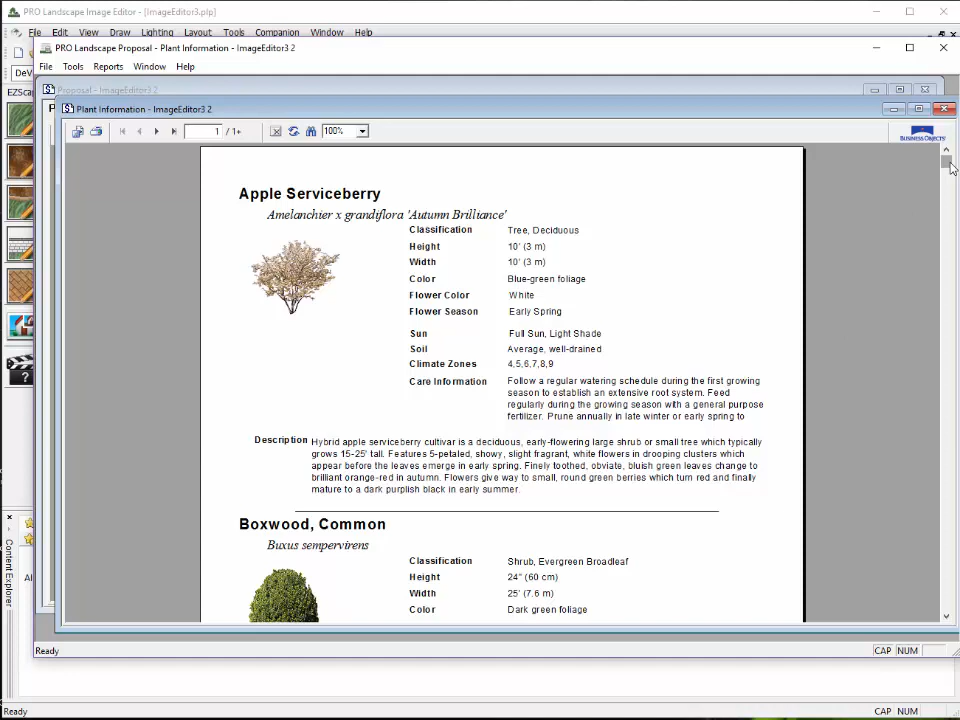 PRO Landscape Image Editor - [ImageEditor3.plp]
File Edit View Draw Lighting Layout Tools Companion Window Help
PRO Landscape Proposal - Plant Information - ImageEditor3 2
File Tools Reports Window Help
DeV
EZSca
Proposal - ImageEditor3 2
P
Plant Information - ImageEditor3 2
1 / 1+ 100%
BUSINESS OBJECTS
Apple Serviceberry
Amelanchier x grandiflora 'Autumn Brilliance'
Classification Tree, Deciduous
Height 10' (3 m)
Width 10' (3 m)
Color Blue-green foliage
Flower Color White
Flower Season Early Spring
Sun Full Sun, Light Shade
Soil Average, well-drained
Climate Zones 4,5,6,7,8,9
Care Information Follow a regular watering schedule during the first growing
season to establish an extensive root system. Feed
regularly during the growing season with a general purpose
fertilizer. Prune annually in late winter or early spring to
Description Hybrid apple serviceberry cultivar is a deciduous, early-flowering large shrub or small tree which typically
grows 15-25' tall. Features 5-petaled, showy, slight fragrant, white flowers in drooping clusters which
appear before the leaves emerge in early spring. Finely toothed, obviate, bluish green leaves change to
brilliant orange-red in autumn. Flowers give way to small, round green berries which turn red and finally
mature to a dark purplish black in early summer.
Boxwood, Common
Buxus sempervirens
Classification Shrub, Evergreen Broadleaf
Height 24" (60 cm)
Width 25' (7.6 m)
Color Dark green foliage
Content Explorer
Ready CAP NUM
Ready CAP NUM